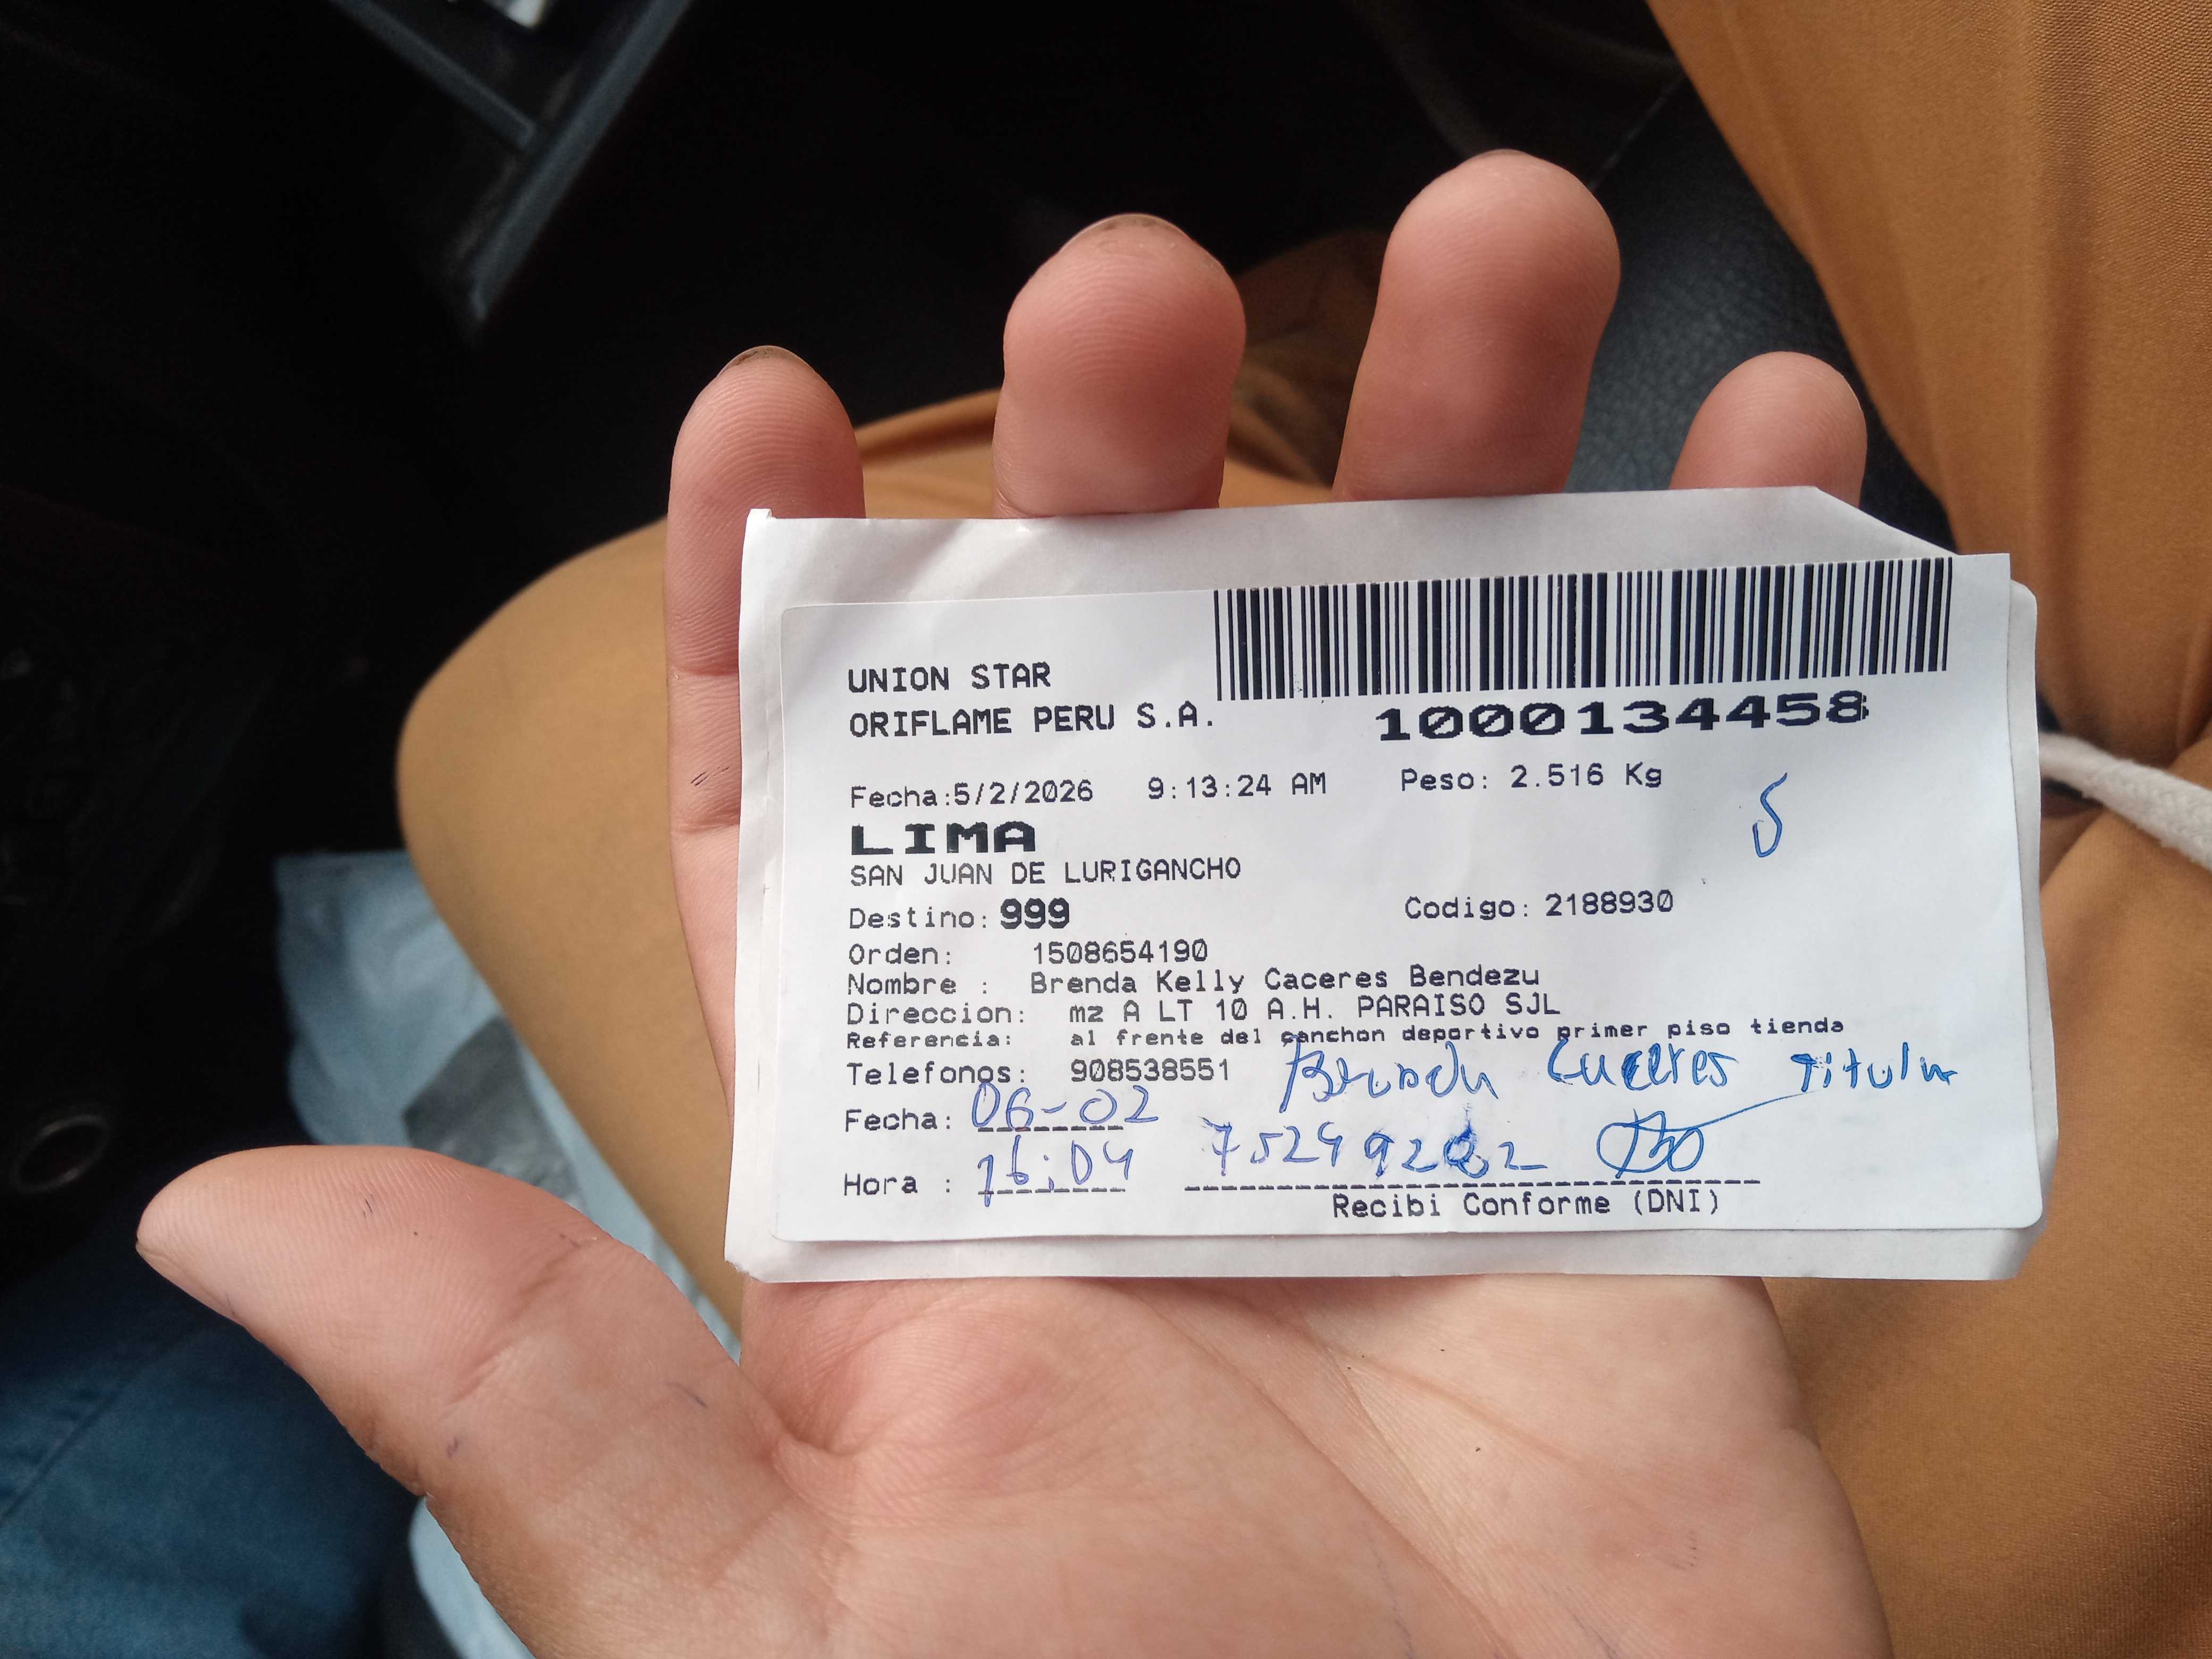 UNION STAR
ORIFLAME PERU S.A.
1000134458
Fecha:5/2/2026 9:13:24 AM Peso: 2.516 Kg
LIMA
SAN JUAN DE LURIGANCHO
Destino: 999 Codigo: 2188930
Orden: 1508654190
Nombre : Brenda Kelly Caceres Bendezu
Direccion: mz A LT 10 A.H. PARAISO SJL
Referencia: al frente del canchon deportivo primer piso tienda
Telefonos: 908538551 Brenda Caceres Titular
Fecha: 06-02
Hora : 16:04
Recibi Conforme (DNI)